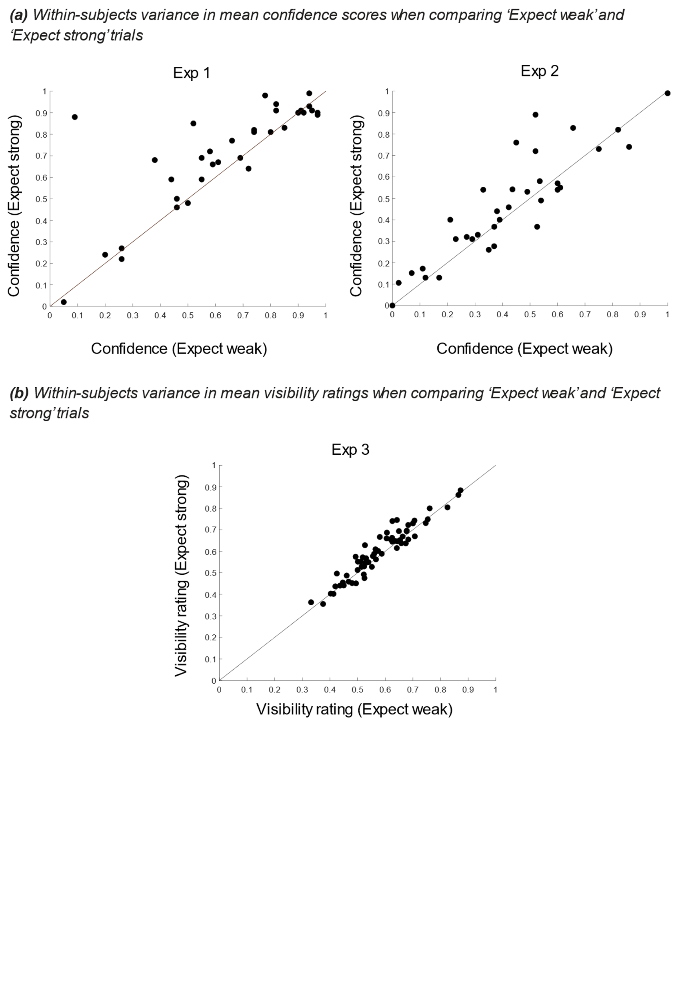 (a) Within-subjects variance in mean confidence scores when comparing ‘Expect weak’ and
‘Expect strong’ trials
Exp 1
Exp 2
Confidence (Expect strong)
1
0.9
0.8
0.7
0.6
0.5
0.4
0.3
0.2
0.1
0
0 0.1 0.2 0.3 0.4 0.5 0.6 0.7 0.8 0.9 1
Confidence (Expect weak)
Confidence (Expect strong)
1
0.9
0.8
0.7
0.6
0.5
0.4
0.3
0.2
0.1
0
0 0.1 0.2 0.3 0.4 0.5 0.6 0.7 0.8 0.9 1
Confidence (Expect weak)
(b) Within-subjects variance in mean visibility ratings when comparing ‘Expect weak’ and ‘Expect
strong’ trials
Exp 3
Visibility rating (Expect strong)
1
0.9
0.8
0.7
0.6
0.5
0.4
0.3
0.2
0.1
0
0 0.1 0.2 0.3 0.4 0.5 0.6 0.7 0.8 0.9 1
Visibility rating (Expect weak)